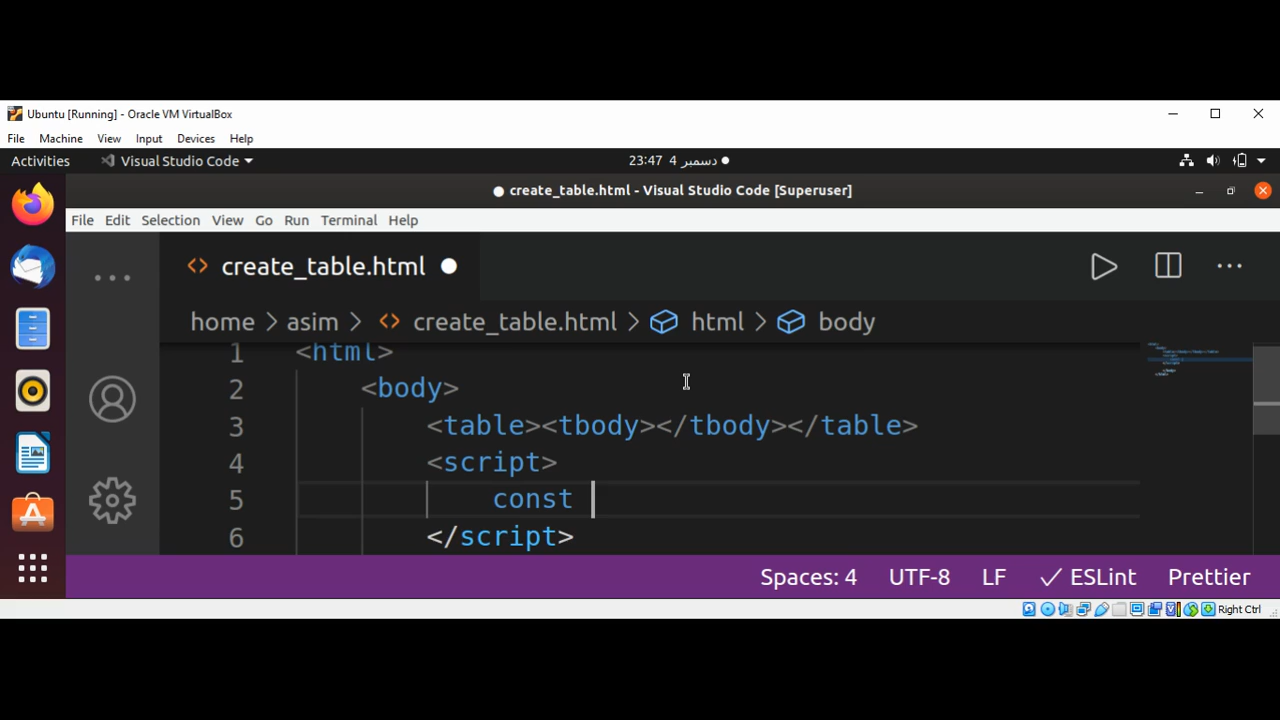 Ubuntu [Running] - Oracle VM VirtualBox
File Machine View Input Devices Help
Activities Visual Studio Code 23:47 4 دسمبر
create_table.html - Visual Studio Code [Superuser]
File Edit Selection View Go Run Terminal Help
create_table.html
home > asim > create_table.html > html > body
1 <html>
2 <body>
3 <table><tbody></tbody></table>
4 <script>
5 const
6 </script>
Spaces: 4 UTF-8 LF ESLint Prettier
Right Ctrl